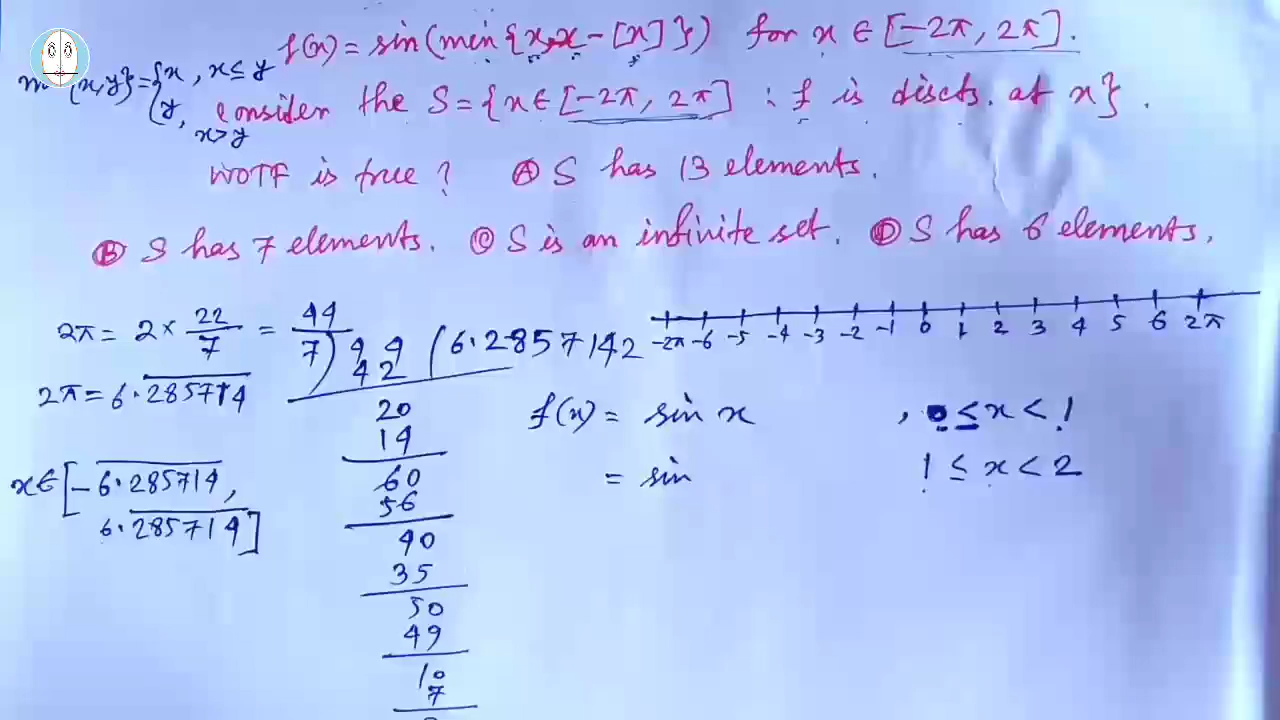 f(x) = sin(min{x, x - [x]}) for x ∈ [-2π, 2π].
{x, y} = {x, x ≤ y
y, x > y
consider the S = {x ∈ [-2π, 2π] : f is discts. at x}.
WOTF is true? Ⓐ S has 13 elements.
Ⓑ S has 7 elements. Ⓒ S is an infinite set. Ⓓ S has 6 elements.
-2π -6 -5 -4 -3 -2 -1 0 1 2 3 4 5 6 2π
2π = 2 × 22/7 = 44/7
7) 44 (6.2857142
42
20
14
60
56
40
35
50
49
10
7
2π = 6.285714
x ∈ [-6.285714,
6.285714]
f(x) = sin x , 0 ≤ x < 1
= sin 1 ≤ x < 2